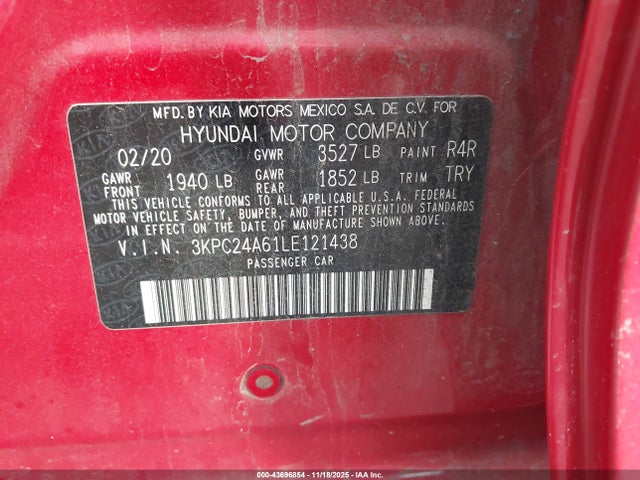 MFD. BY KIA MOTORS MEXICO S.A. DE C.V. FOR
HYUNDAI MOTOR COMPANY
02/20 GVWR 3527 LB PAINT R4R
GAWR FRONT 1940 LB GAWR REAR 1852 LB TRIM TRY
THIS VEHICLE CONFORMS TO ALL APPLICABLE U.S.A. FEDERAL
MOTOR VEHICLE SAFETY, BUMPER, AND THEFT PREVENTION STANDARDS
IN EFFECT ON THE DATE OF MANUFACTURE SHOWN ABOVE.
V.I.N. 3KPC24A61LE121438
PASSENGER CAR
000-43696854 | 11/18/2025 - IAA Inc.